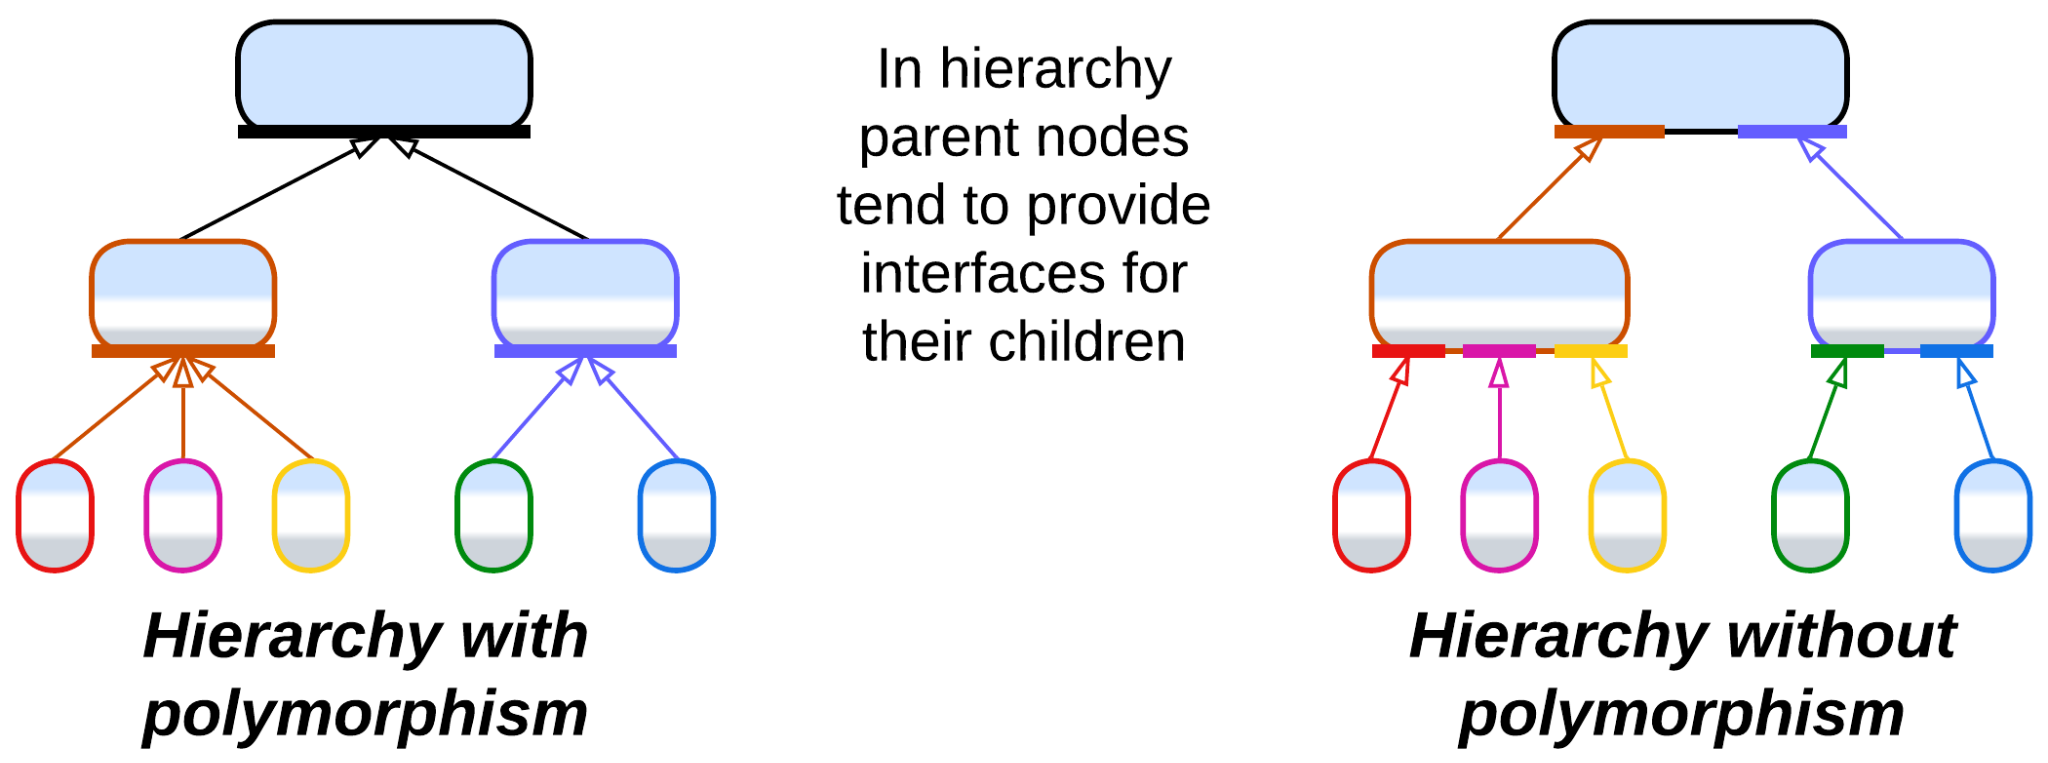 In hierarchy
parent nodes
tend to provide
interfaces for
their children
Hierarchy with
polymorphism
Hierarchy without
polymorphism